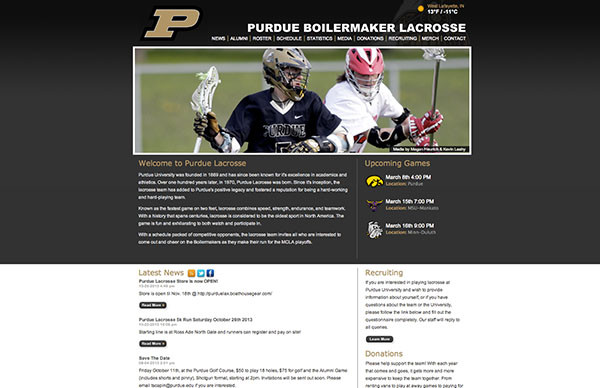 P
West Lafayette, IN
13°F / -11°C
PURDUE BOILERMAKER LACROSSE
NEWS | ALUMNI | ROSTER | SCHEDULE | STATISTICS | MEDIA | DONATIONS | RECRUITING | MERCH | CONTACT
PURDUE
Media by Megan Heurich & Kevin Leahy
Welcome to Purdue Lacrosse
Purdue University was founded in 1869 and has since been known for it's excellence in academics and
athletics. Over one hundred years later, in 1970, Purdue Lacrosse was born. Since it's inception, the
lacrosse team has added to Purdue's positive legacy and fostered a reputation for being a hard-working
and hard-playing team.
Known as the fastest game on two feet, lacrosse combines speed, strength, endurance, and teamwork.
With a history that spans centuries, lacrosse is considered to be the oldest sport in North America. The
game is fun and exhilarating to both watch and participate in.
With a schedule packed of competitive opponents, the lacrosse team invites all who are interested to
come out and cheer on the Boilermakers as they make their run for the MCLA playoffs.
Upcoming Games
March 8th 4:00 PM
Location: Purdue
March 15th 7:00 PM
Location: MSU-Mankato
March 16th 9:00 PM
Location: Minn-Duluth
Latest News
Purdue Lacrosse Store is now OPEN!
Store is open til Nov. 18th @ http://purduelax.boathousegear.com/
Read More >
Purdue Lacrosse 5k Run Saturday October 26th 2013
Starting line is at Ross Ade North Gate and runners can register and pay on site!
Read More >
Save The Date
Friday October 11th, at the Purdue Golf Course, $50 to play 18 holes, $75 for golf and the Alumni Game
(includes shorts and pinny). Shotgun format, starting at 2pm. Invitations will be sent out soon. Please
email
at purdue.edu if you are interested
Recruiting
If you are interested in playing lacrosse at
Purdue University and wish to provide
information about yourself, or if you have
questions about the team or the University,
please follow the link below and fill out the
questionnaire completely. Our staff will reply to
all queries.
Learn More
Donations
Please help support the team! With each year
that comes and goes, it gets more and more
expensive to keep the team together. From
renting vans to play at away games to paying for